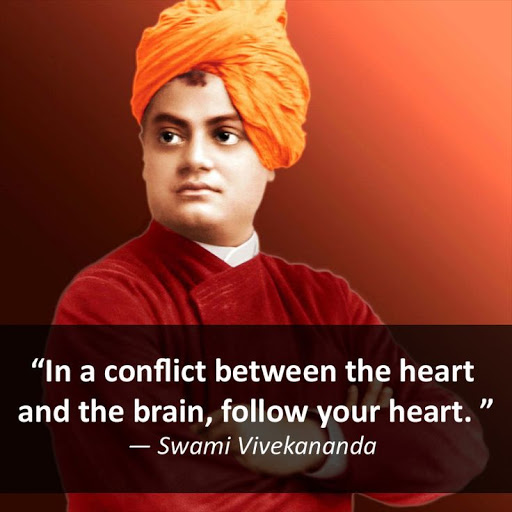 “In a conflict between the heart
and the brain, follow your heart. ”
— Swami Vivekananda